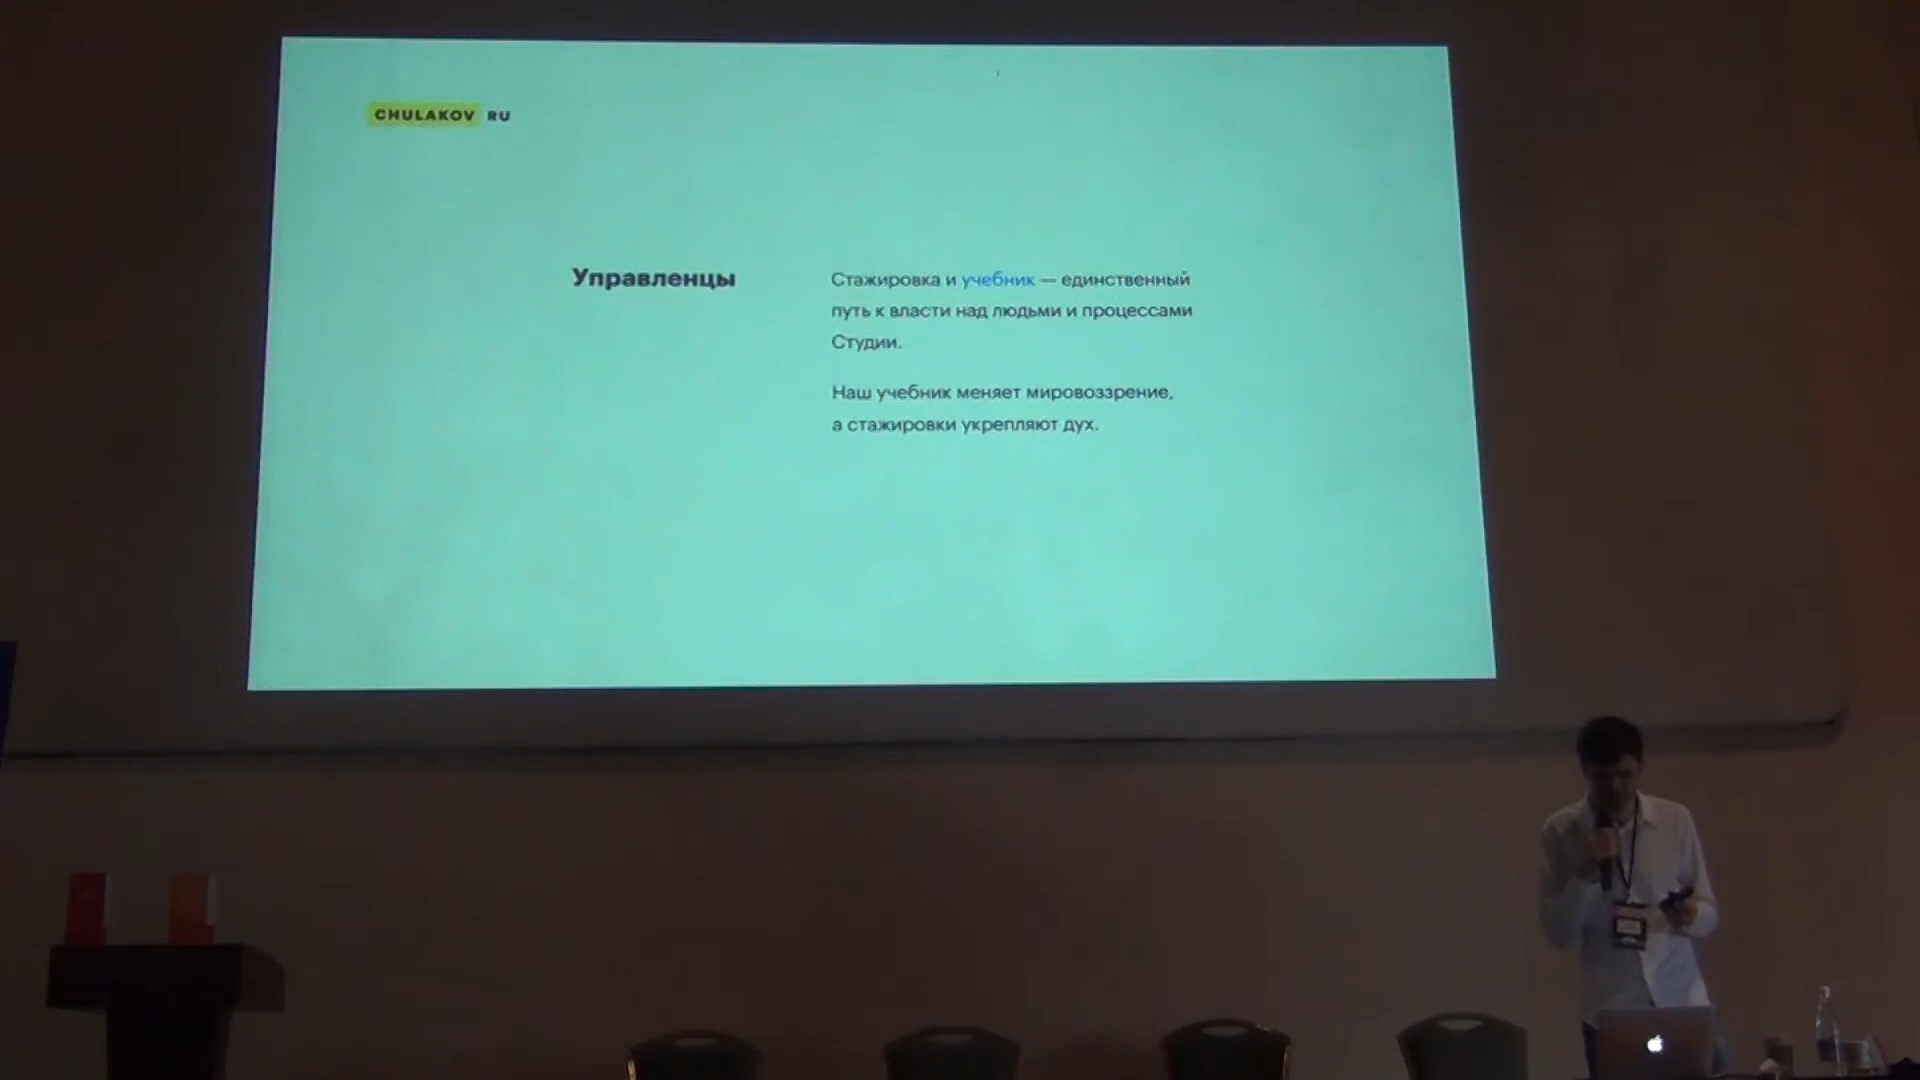 CHULAKOV RU
Управленцы
Стажировка и учебник — единственный
путь к власти над людьми и процессами
Студии.
Наш учебник меняет мировоззрение,
а стажировки укрепляют дух.